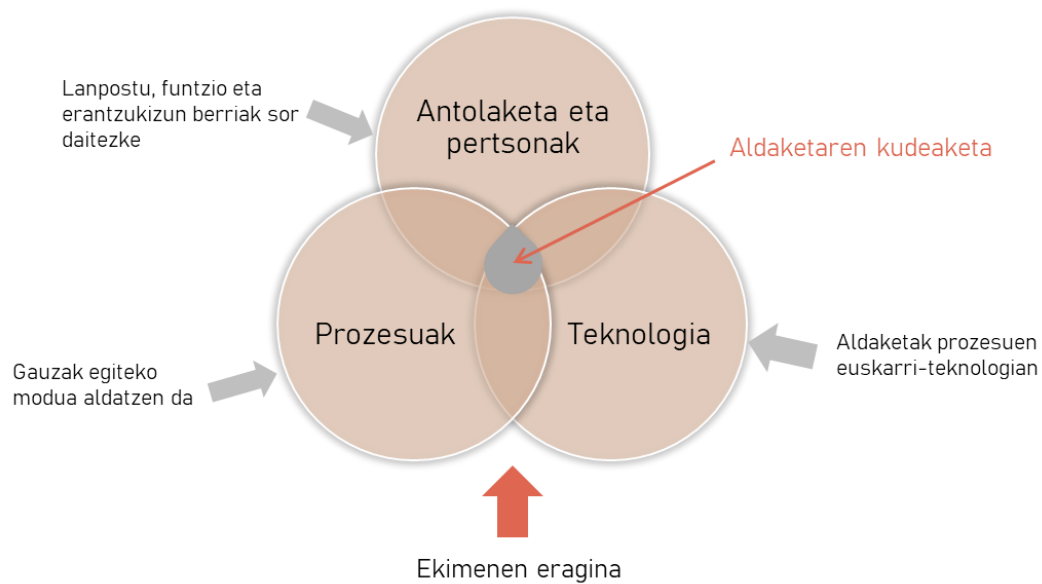 Lanpostu, funtzio eta
erantzukizun berriak sor
daitezke
Antolaketa eta
pertsonak
Aldaketaren kudeaketa
Prozesuak
Teknologia
Gauzak egiteko
modua aldatzen da
Aldaketak prozesuen
euskarri-teknologian
Ekimenen eragina